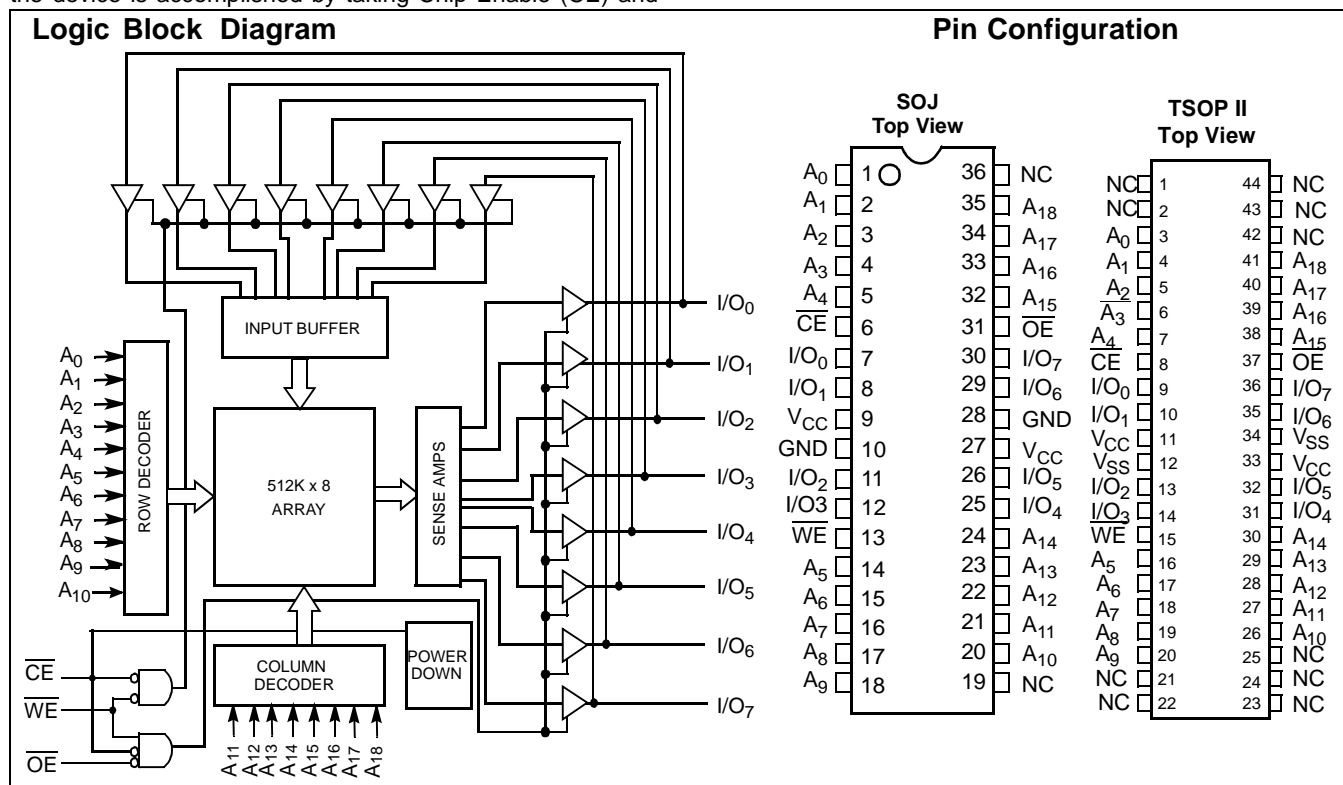 the device is accomplished by taking Chip Enable (CE) and
Logic Block Diagram
Pin Configuration
INPUT BUFFER
ROW DECODER
A0
A1
A2
A3
A4
A5
A6
A7
A8
A9
A10
512K x 8
ARRAY
SENSE AMPS
I/O0
I/O1
I/O2
I/O3
I/O4
I/O5
I/O6
I/O7
COLUMN
DECODER
POWER
DOWN
CE
WE
OE
A11
A12
A13
A14
A15
A16
A17
A18
SOJ
Top View
A0 1 36 NC
A1 2 35 A18
A2 3 34 A17
A3 4 33 A16
A4 5 32 A15
CE 6 31 OE
I/O0 7 30 I/O7
I/O1 8 29 I/O6
VCC 9 28 GND
GND 10 27 VCC
I/O2 11 26 I/O5
I/O3 12 25 I/O4
WE 13 24 A14
A5 14 23 A13
A6 15 22 A12
A7 16 21 A11
A8 17 20 A10
A9 18 19 NC
TSOP II
Top View
NC 1 44 NC
NC 2 43 NC
A0 3 42 NC
A1 4 41 A18
A2 5 40 A17
A3 6 39 A16
A4 7 38 A15
CE 8 37 OE
I/O0 9 36 I/O7
I/O1 10 35 I/O6
VCC 11 34 VSS
VSS 12 33 VCC
I/O2 13 32 I/O5
I/O3 14 31 I/O4
WE 15 30 A14
A5 16 29 A13
A6 17 28 A12
A7 18 27 A11
A8 19 26 A10
A9 20 25 NC
NC 21 24 NC
NC 22 23 NC